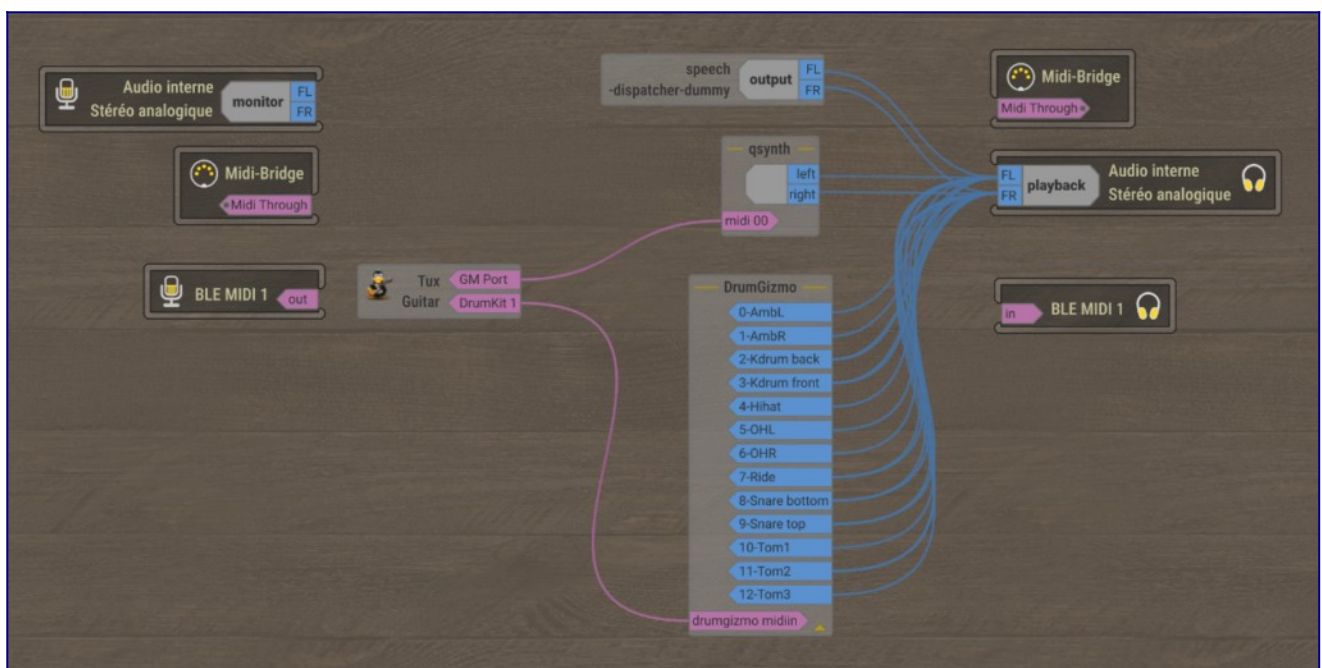 Audio interne
Stéréo analogique
monitor
FL
FR
Midi-Bridge
Midi Through
BLE MIDI 1
out
Tux
Guitar
GM Port
DrumKit 1
speech
-dispatcher-dummy
output
FL
FR
qsynth
left
right
midi 00
DrumGizmo
0-AmbL
1-AmbR
2-Kdrum back
3-Kdrum front
4-Hihat
5-OHL
6-OHR
7-Ride
8-Snare bottom
9-Snare top
10-Tom1
11-Tom2
12-Tom3
drumgizmo midiin
Midi-Bridge
Midi Through
FL
FR
playback
Audio interne
Stéréo analogique
in
BLE MIDI 1